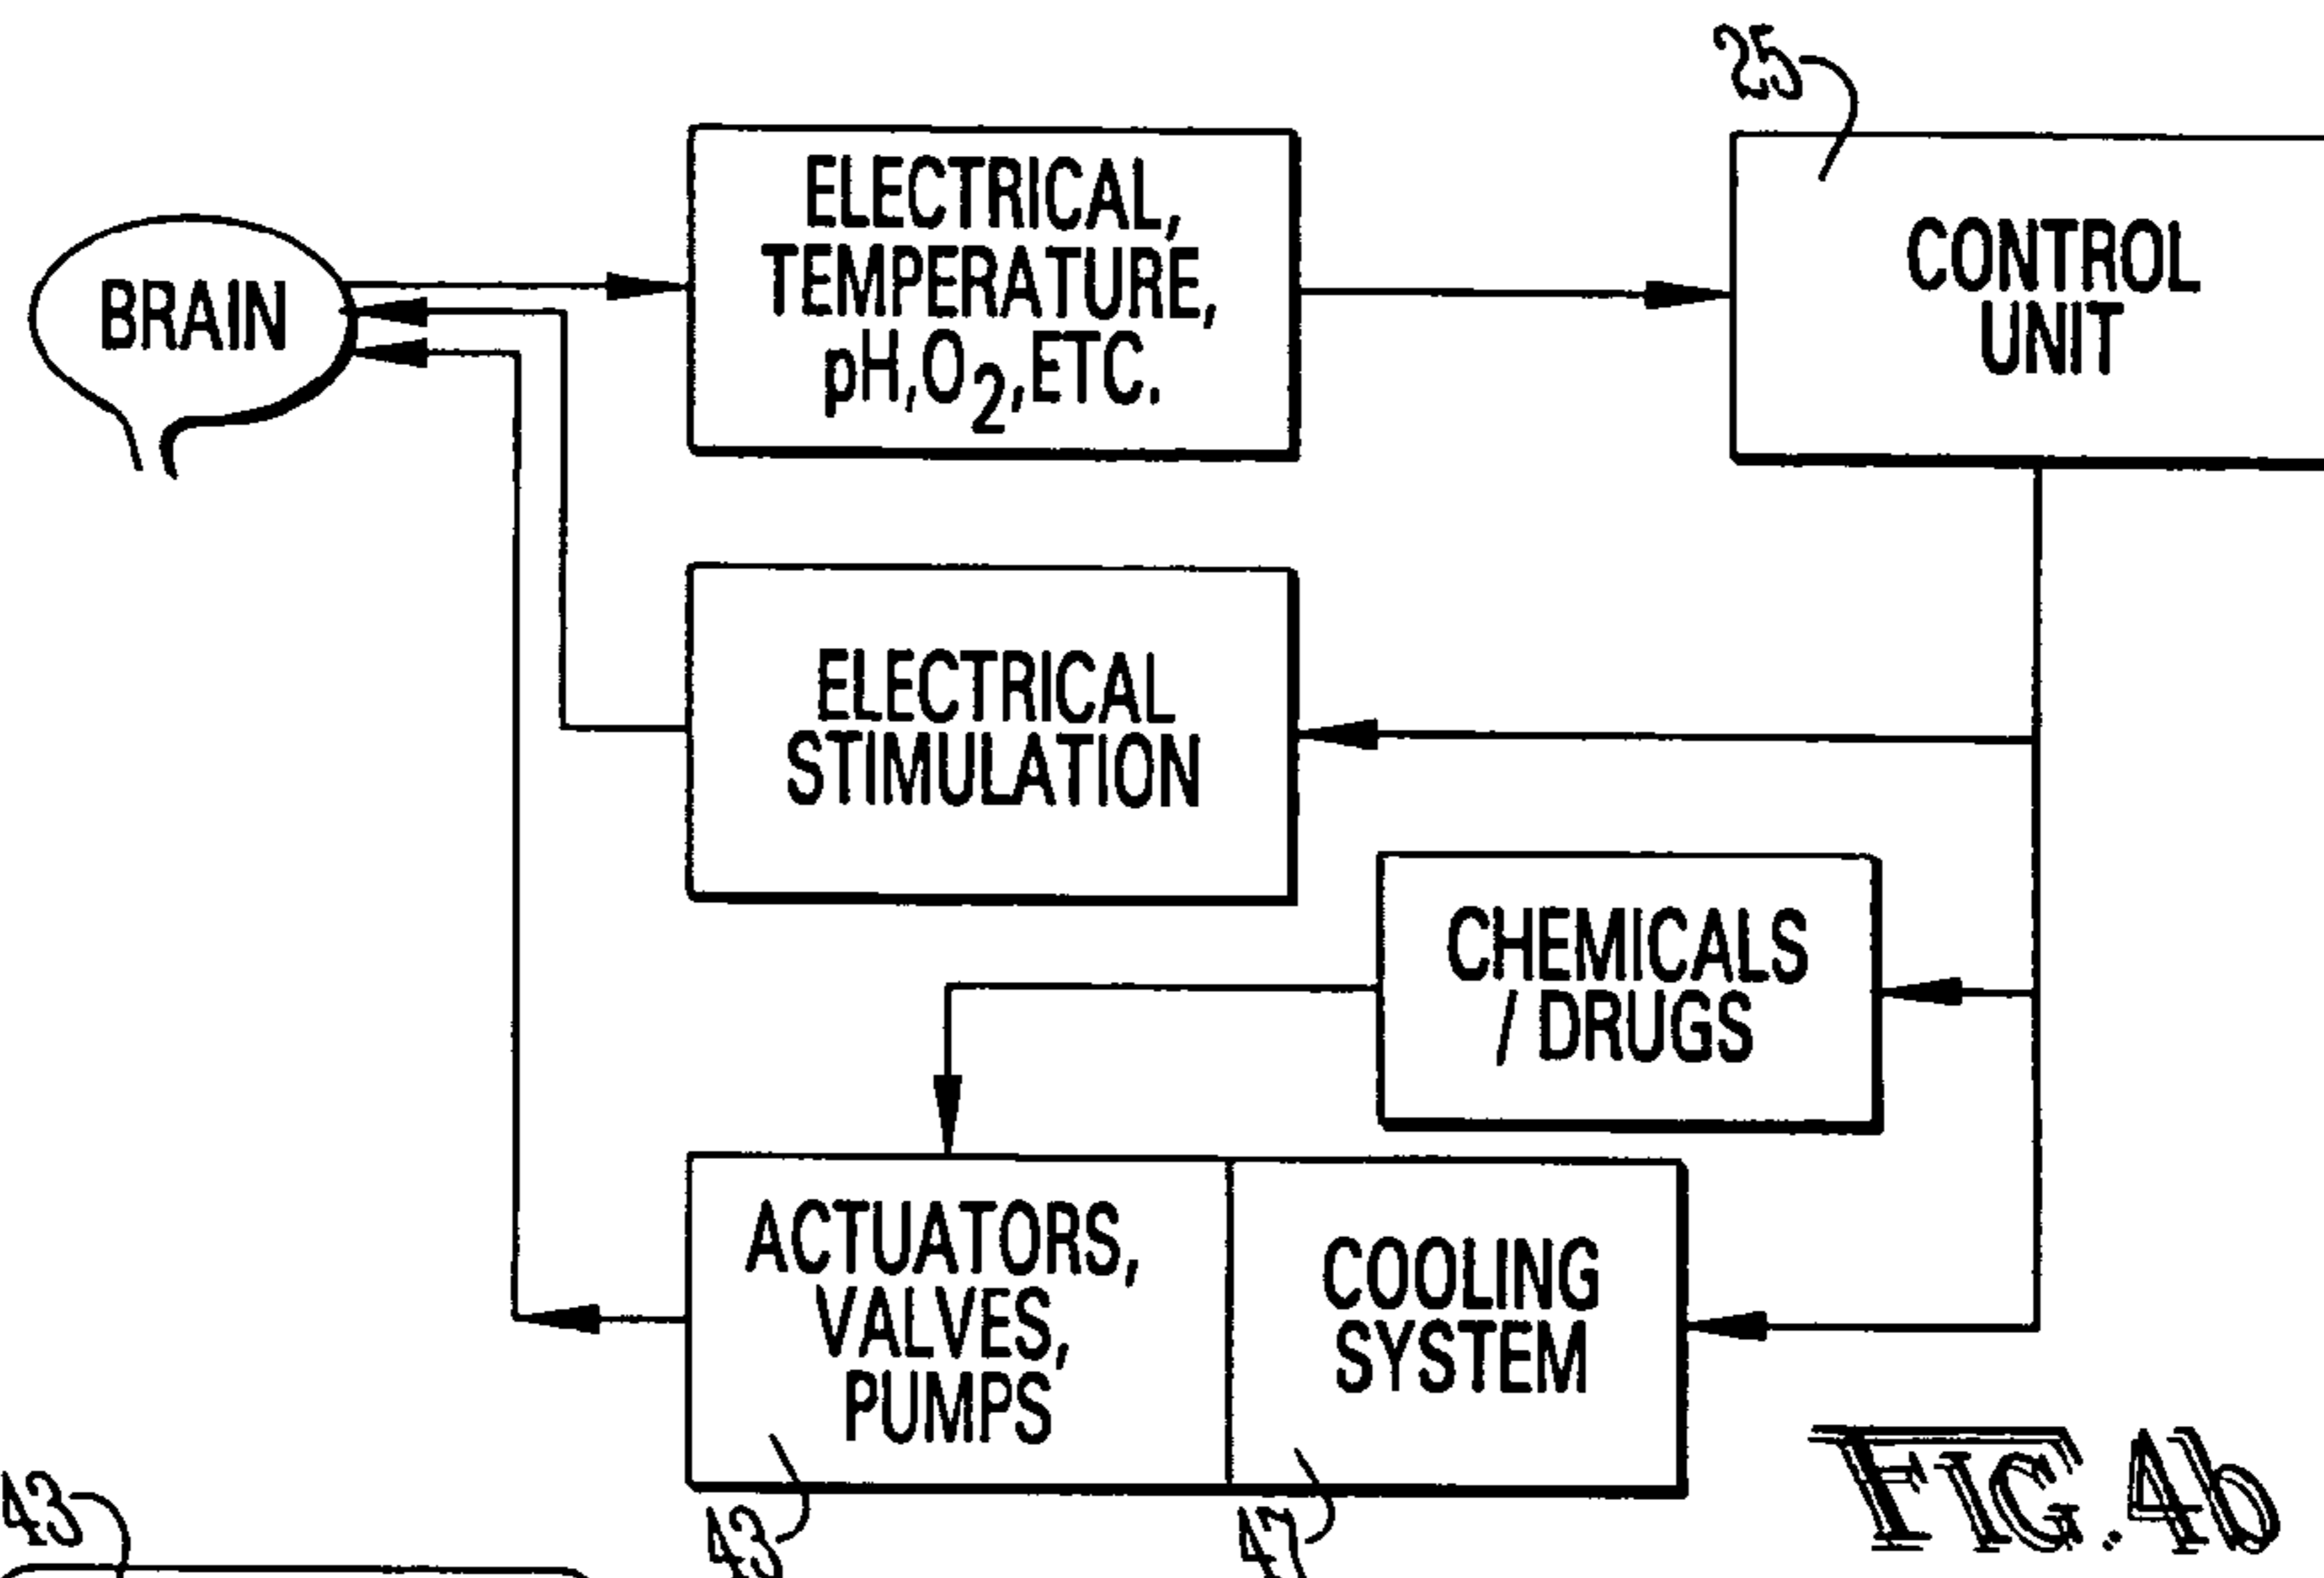 25
ELECTRICAL,
TEMPERATURE,
pH,O2,ETC.
CONTROL
UNIT
BRAIN
ELECTRICAL
STIMULATION
CHEMICALS
/ DRUGS
ACTUATORS,
VALVES,
PUMPS
COOLING
SYSTEM
43
43
47
FIG.4b